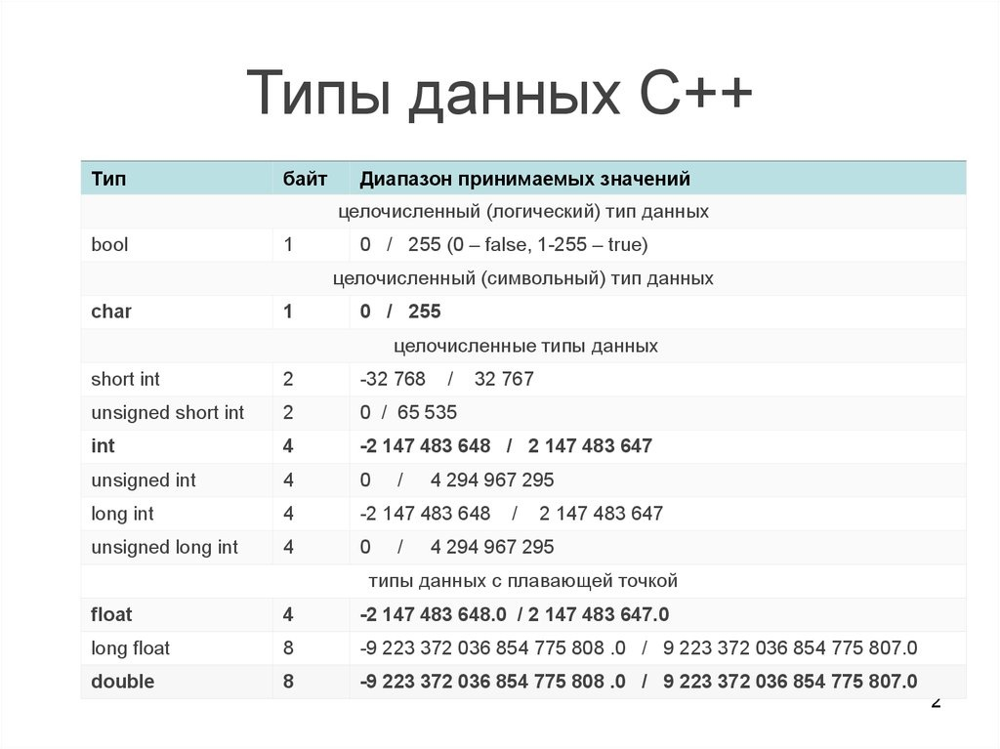 Типы данных C++
Тип байт Диапазон принимаемых значений
целочисленный (логический) тип данных
bool 1 0 / 255 (0 – false, 1-255 – true)
целочисленный (символьный) тип данных
char 1 0 / 255
целочисленные типы данных
short int 2 -32 768 / 32 767
unsigned short int 2 0 / 65 535
int 4 -2 147 483 648 / 2 147 483 647
unsigned int 4 0 / 4 294 967 295
long int 4 -2 147 483 648 / 2 147 483 647
unsigned long int 4 0 / 4 294 967 295
типы данных с плавающей точкой
float 4 -2 147 483 648.0 / 2 147 483 647.0
long float 8 -9 223 372 036 854 775 808 .0 / 9 223 372 036 854 775 807.0
double 8 -9 223 372 036 854 775 808 .0 / 9 223 372 036 854 775 807.0
2